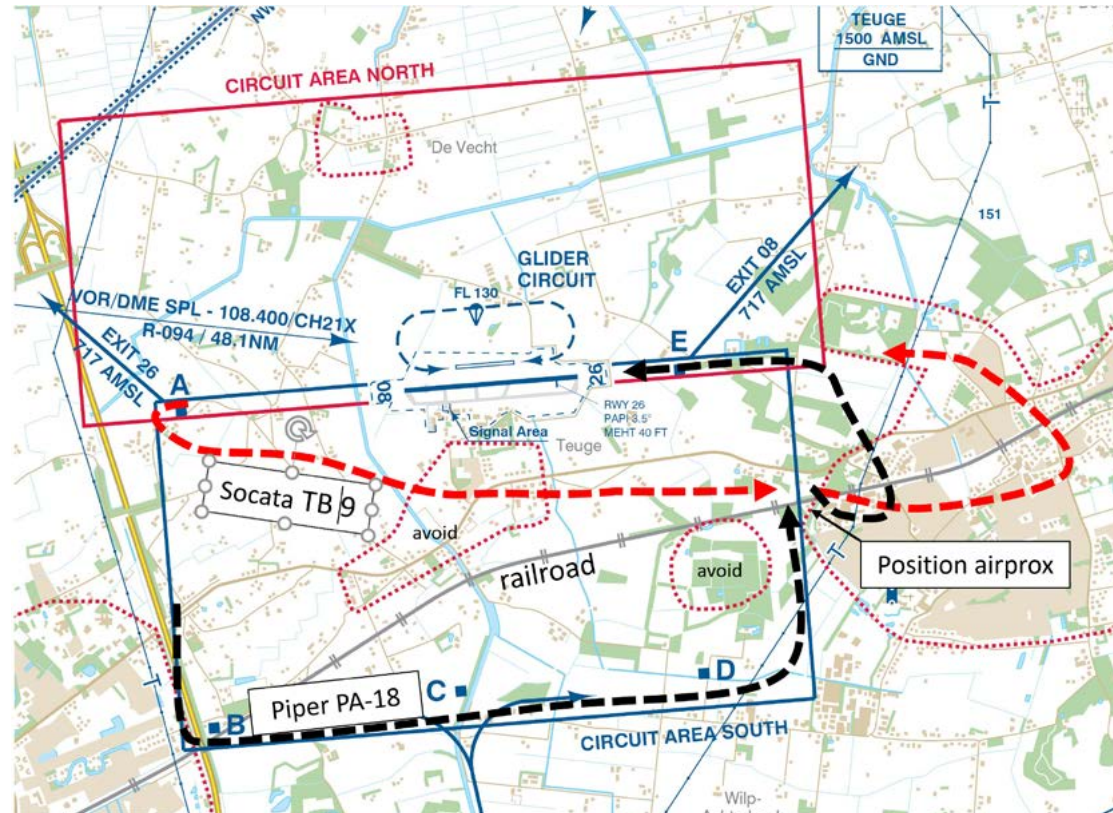 NW
TEUGE
1500 AMSL
GND
CIRCUIT AREA NORTH
De Vecht
151
GLIDER
CIRCUIT
FL 130
EXIT 08
717 AMSL
VOR/DME SPL - 108.400/CH21X
R-094 / 48.1NM
EXIT 26
717 AMSL
A
E
08
26
RWY 26
PAPI 3.5°
MEHT 40 FT
Signal Area
Teuge
Socata TB 9
avoid
avoid
railroad
Position airprox
T
T
T
T
Piper PA-18
B
C
D
CIRCUIT AREA SOUTH
Wilp-